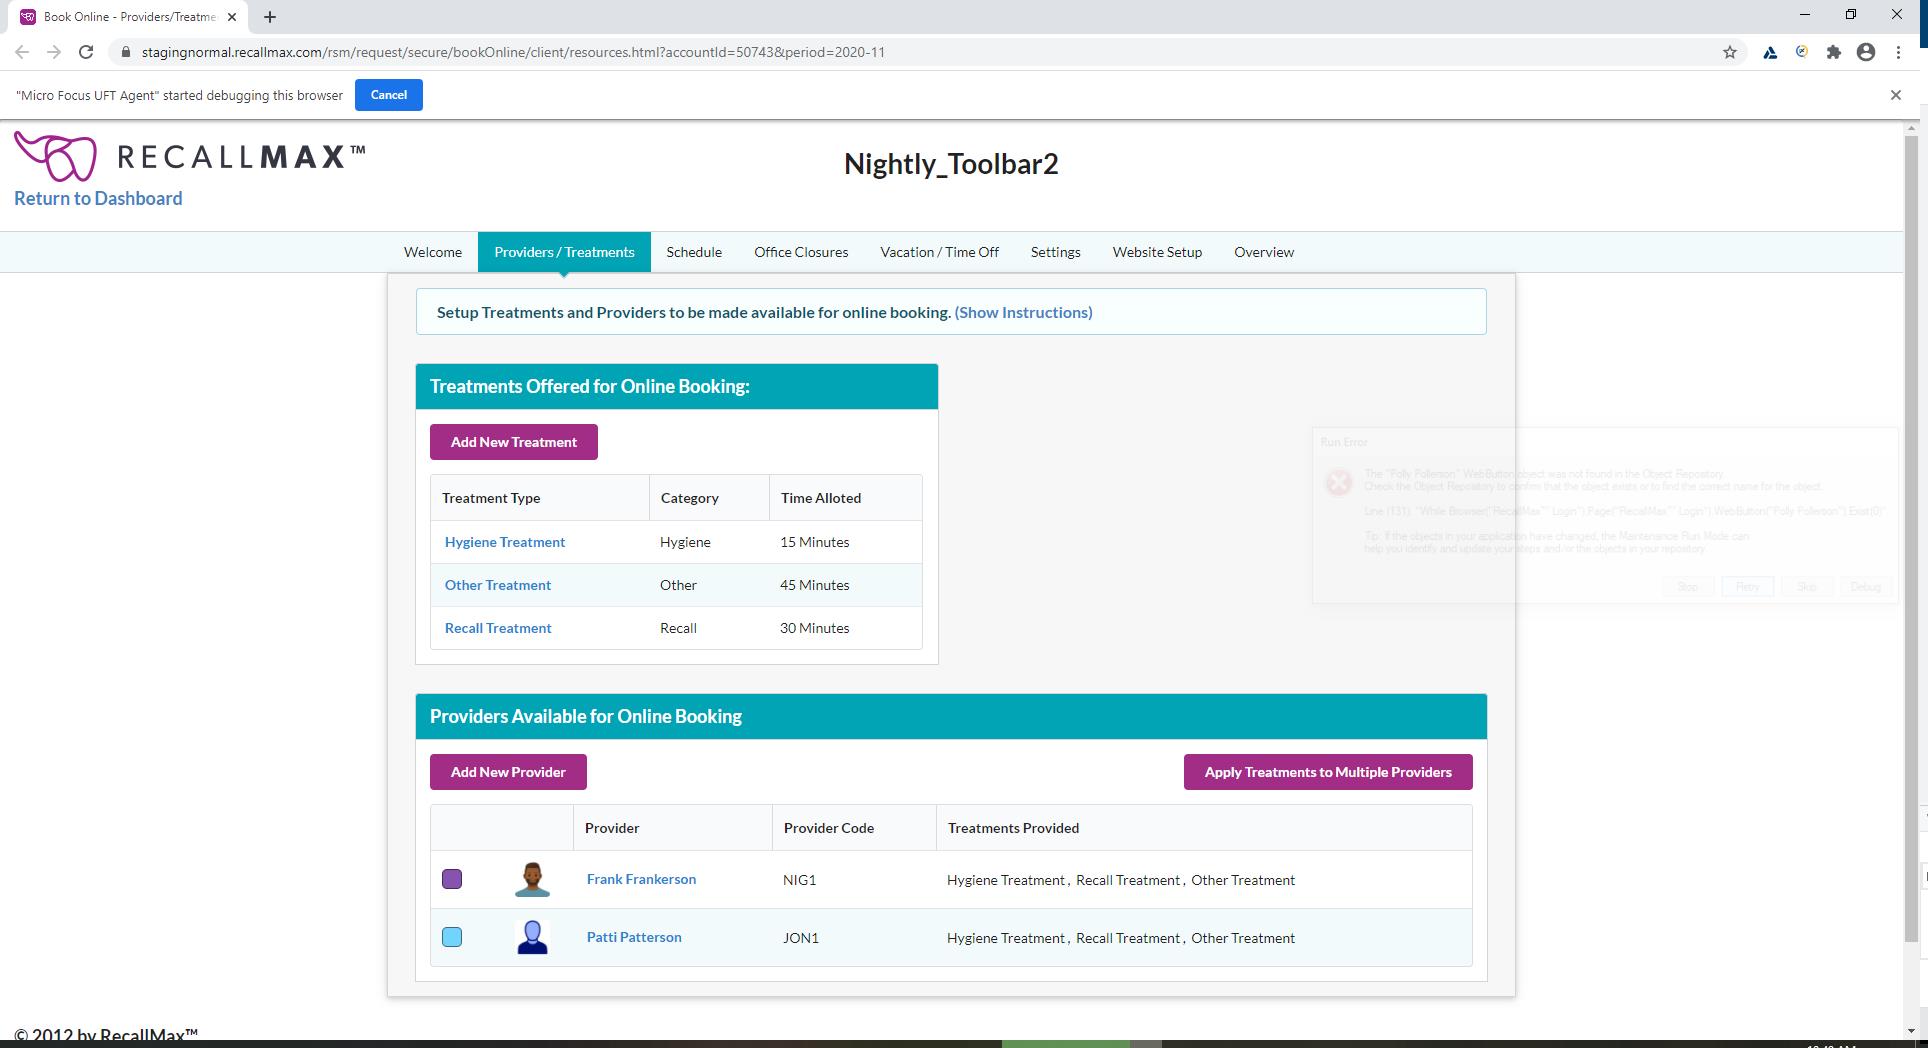 Book Online - Providers/Treatme
stagingnormal.recallmax.com/rsm/request/secure/bookOnline/client/resources.html?accountId=50743&period=2020-11
"Micro Focus UFT Agent" started debugging this browser
Cancel
RECALLMAX™
Nightly_Toolbar2
Return to Dashboard
Welcome
Providers / Treatments
Schedule
Office Closures
Vacation / Time Off
Settings
Website Setup
Overview
Setup Treatments and Providers to be made available for online booking. (Show Instructions)
Treatments Offered for Online Booking:
Add New Treatment
Treatment Type Category Time Alloted
Hygiene Treatment Hygiene 15 Minutes
Other Treatment Other 45 Minutes
Recall Treatment Recall 30 Minutes
Run Error
The "Folly Follerson" WebButton object was not found in the Object Repository.
Check the Object Repository to confirm that the object exists or to find the correct name for the object.
Line (131): "While Browser("RecallMax™ Login").Page("RecallMax™ Login").WebButton("Folly Follerson").Exist(0)"
Tip: If the objects in your application have changed, the Maintenance Run Mode can
help you identify and update your steps and/or the objects in your repository.
Stop Retry Skip Debug
Providers Available for Online Booking
Add New Provider
Apply Treatments to Multiple Providers
Provider Provider Code Treatments Provided
Frank Frankerson NIG1 Hygiene Treatment , Recall Treatment , Other Treatment
Patti Patterson JON1 Hygiene Treatment , Recall Treatment , Other Treatment
© 2012 by RecallMax™